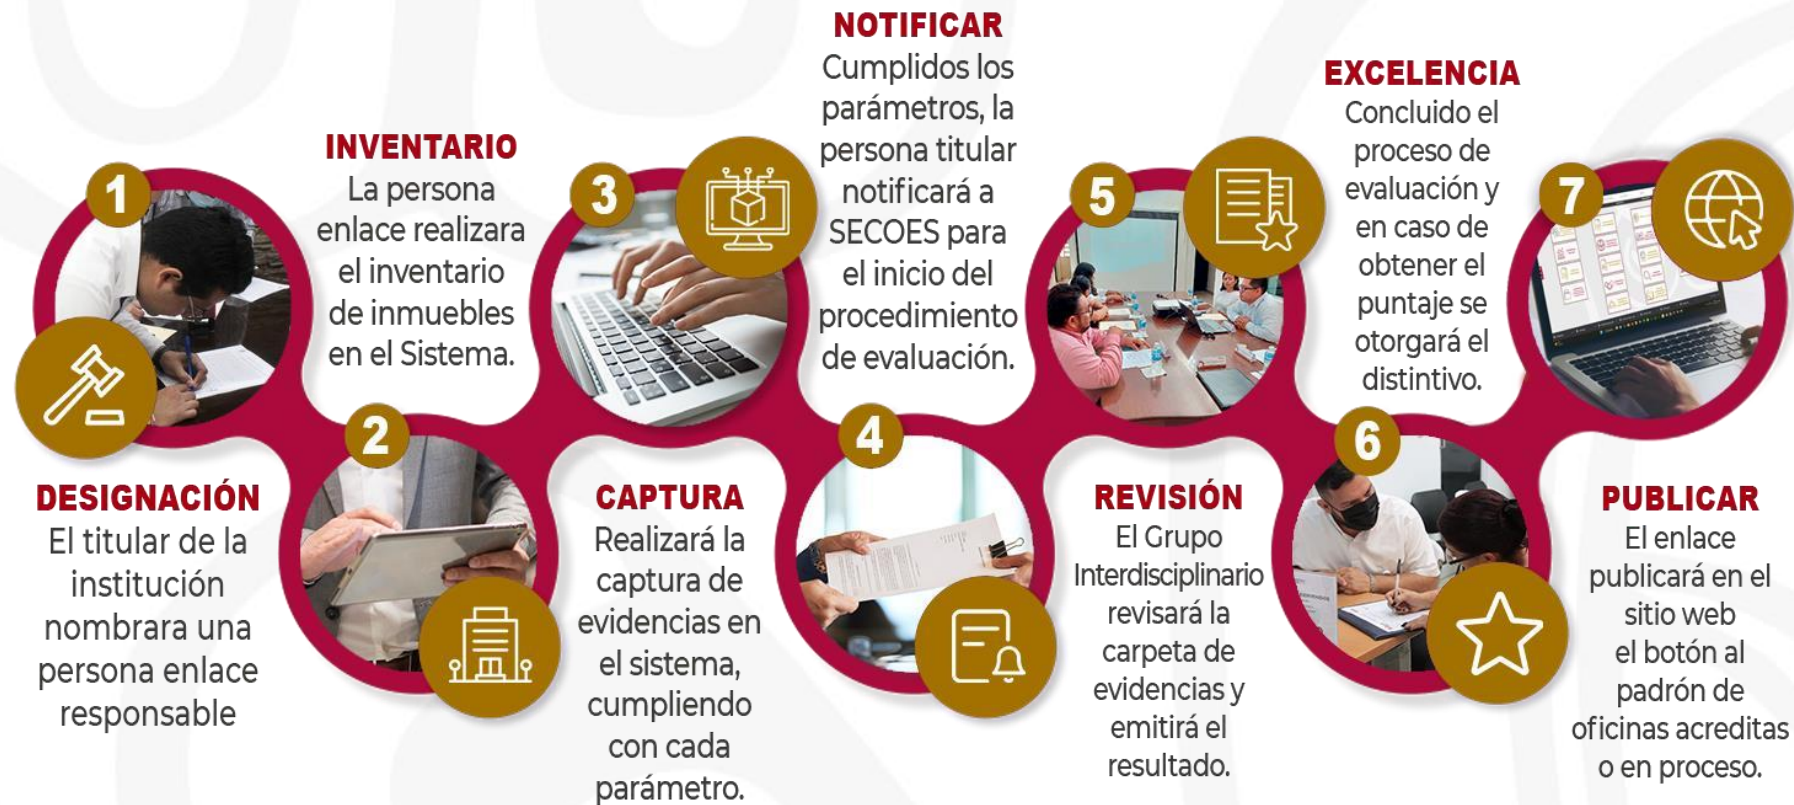 1
DESIGNACIÓN
El titular de la
institución
nombrara una
persona enlace
responsable
2
INVENTARIO
La persona
enlace realizara
el inventario
de inmuebles
en el Sistema.
3
CAPTURA
Realizará la
captura de
evidencias en
el sistema,
cumpliendo
con cada
parámetro.
4
NOTIFICAR
Cumplidos los
parámetros, la
persona titular
notificará a
SECOES para
el inicio del
procedimiento
de evaluación.
5
REVISIÓN
El Grupo
Interdisciplinario
revisará la
carpeta de
evidencias y
emitirá el
resultado.
6
EXCELENCIA
Concluido el
proceso de
evaluación y
en caso de
obtener el
puntaje se
otorgará el
distintivo.
7
PUBLICAR
El enlace
publicará en el
sitio web
el botón al
padrón de
oficinas acreditas
o en proceso.